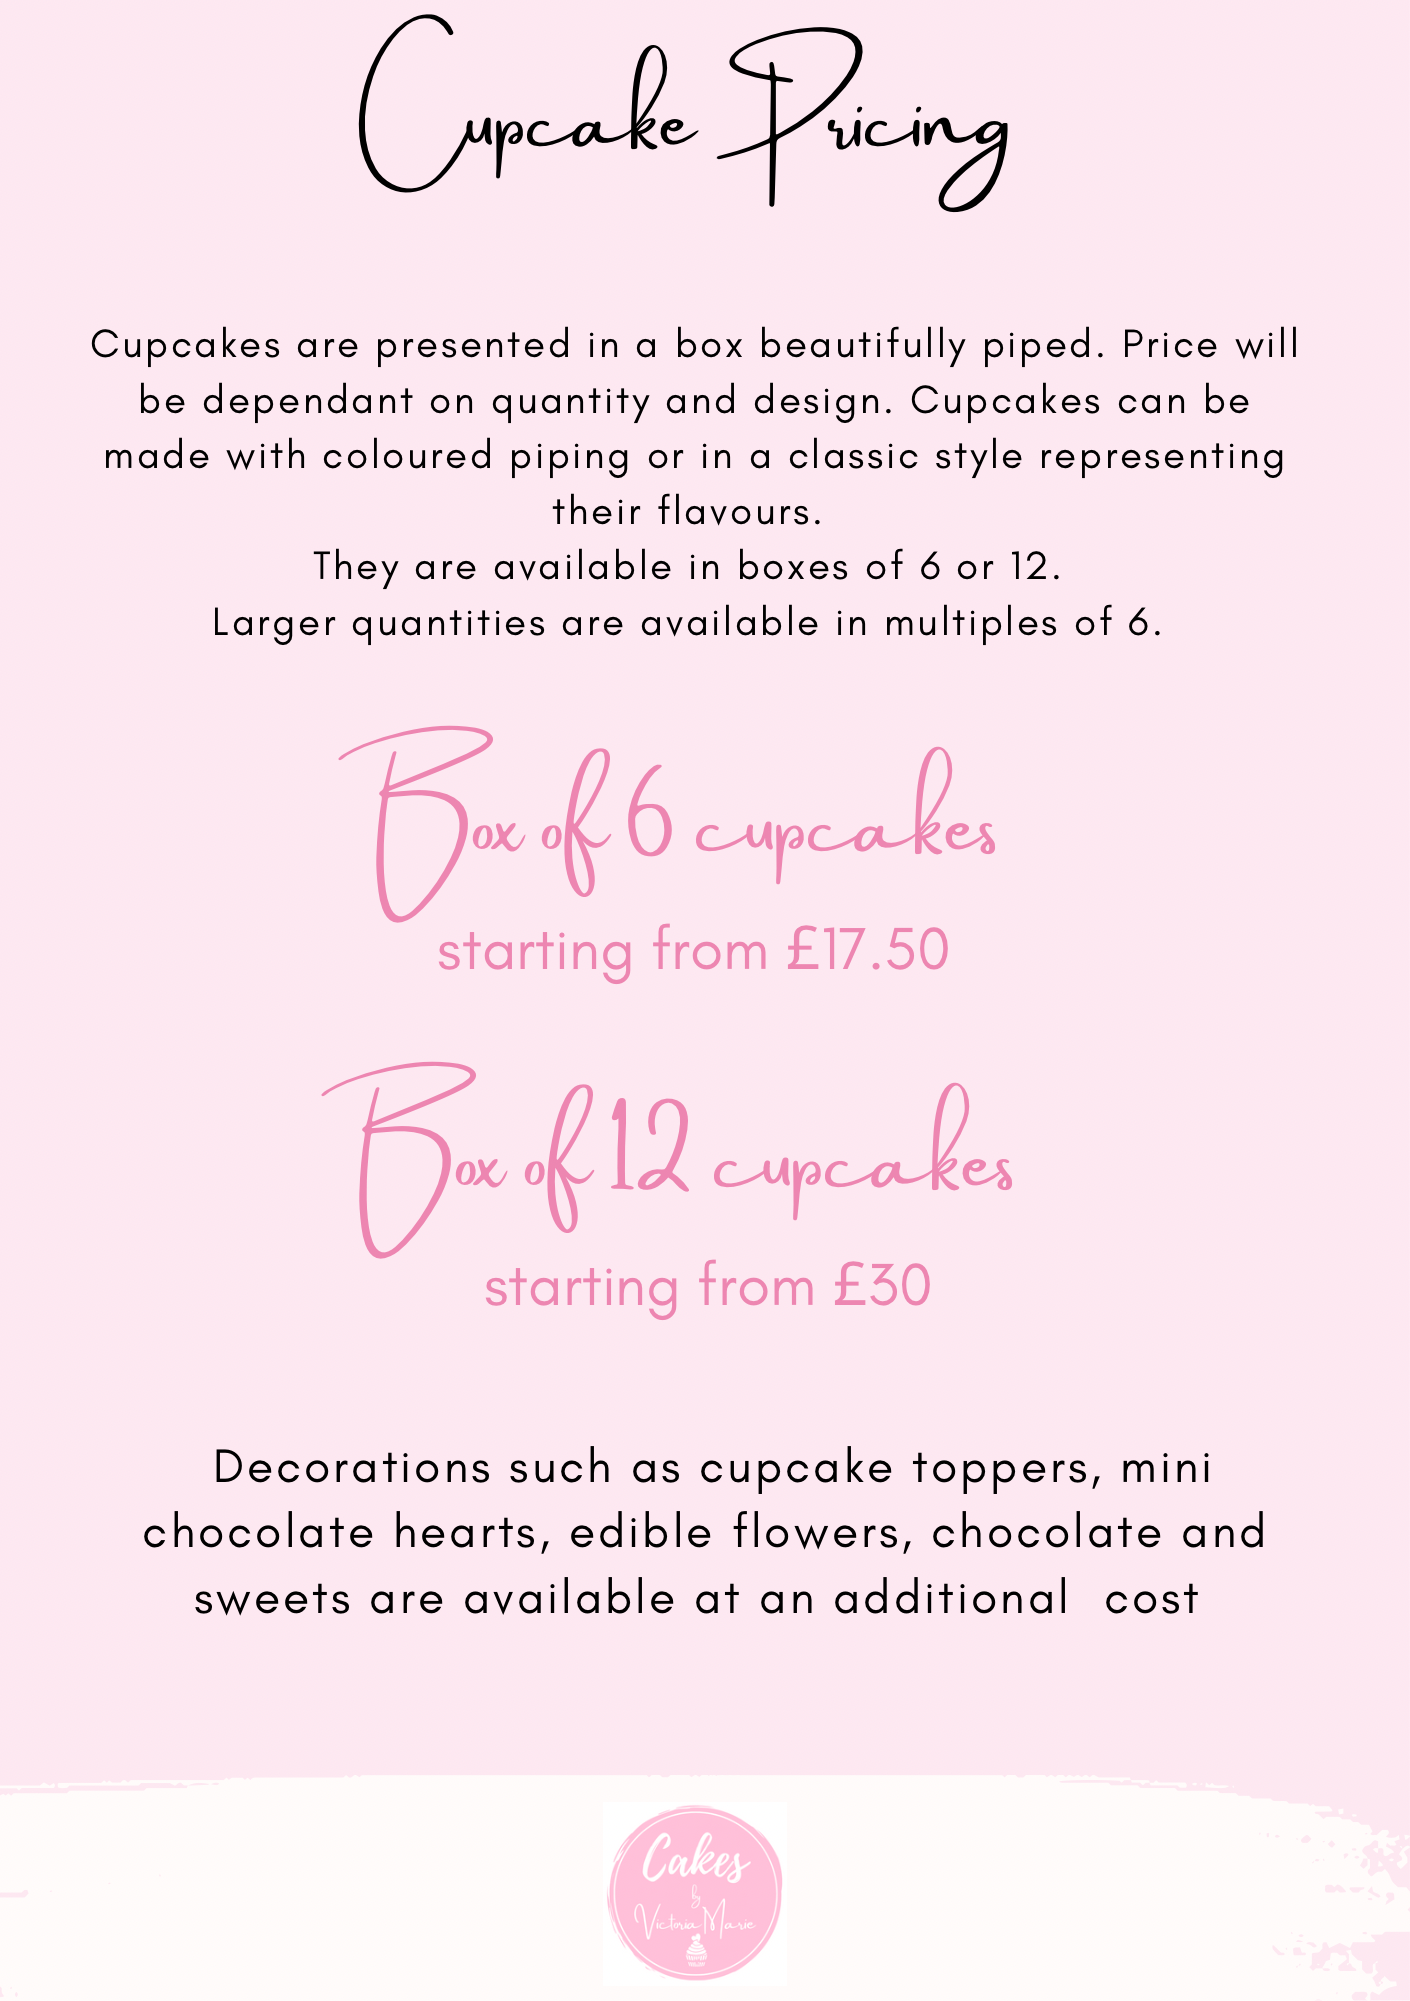 Cupcake Pricing
Cupcakes are presented in a box beautifully piped. Price will
be dependant on quantity and design. Cupcakes can be
made with coloured piping or in a classic style representing
their flavours.
They are available in boxes of 6 or 12.
Larger quantities are available in multiples of 6.
Box of 6 cupcakes
starting from £17.50
Box of 12 cupcakes
starting from £30
Decorations such as cupcake toppers, mini
chocolate hearts, edible flowers, chocolate and
sweets are available at an additional  cost
Cakes
By
Victoria Marie